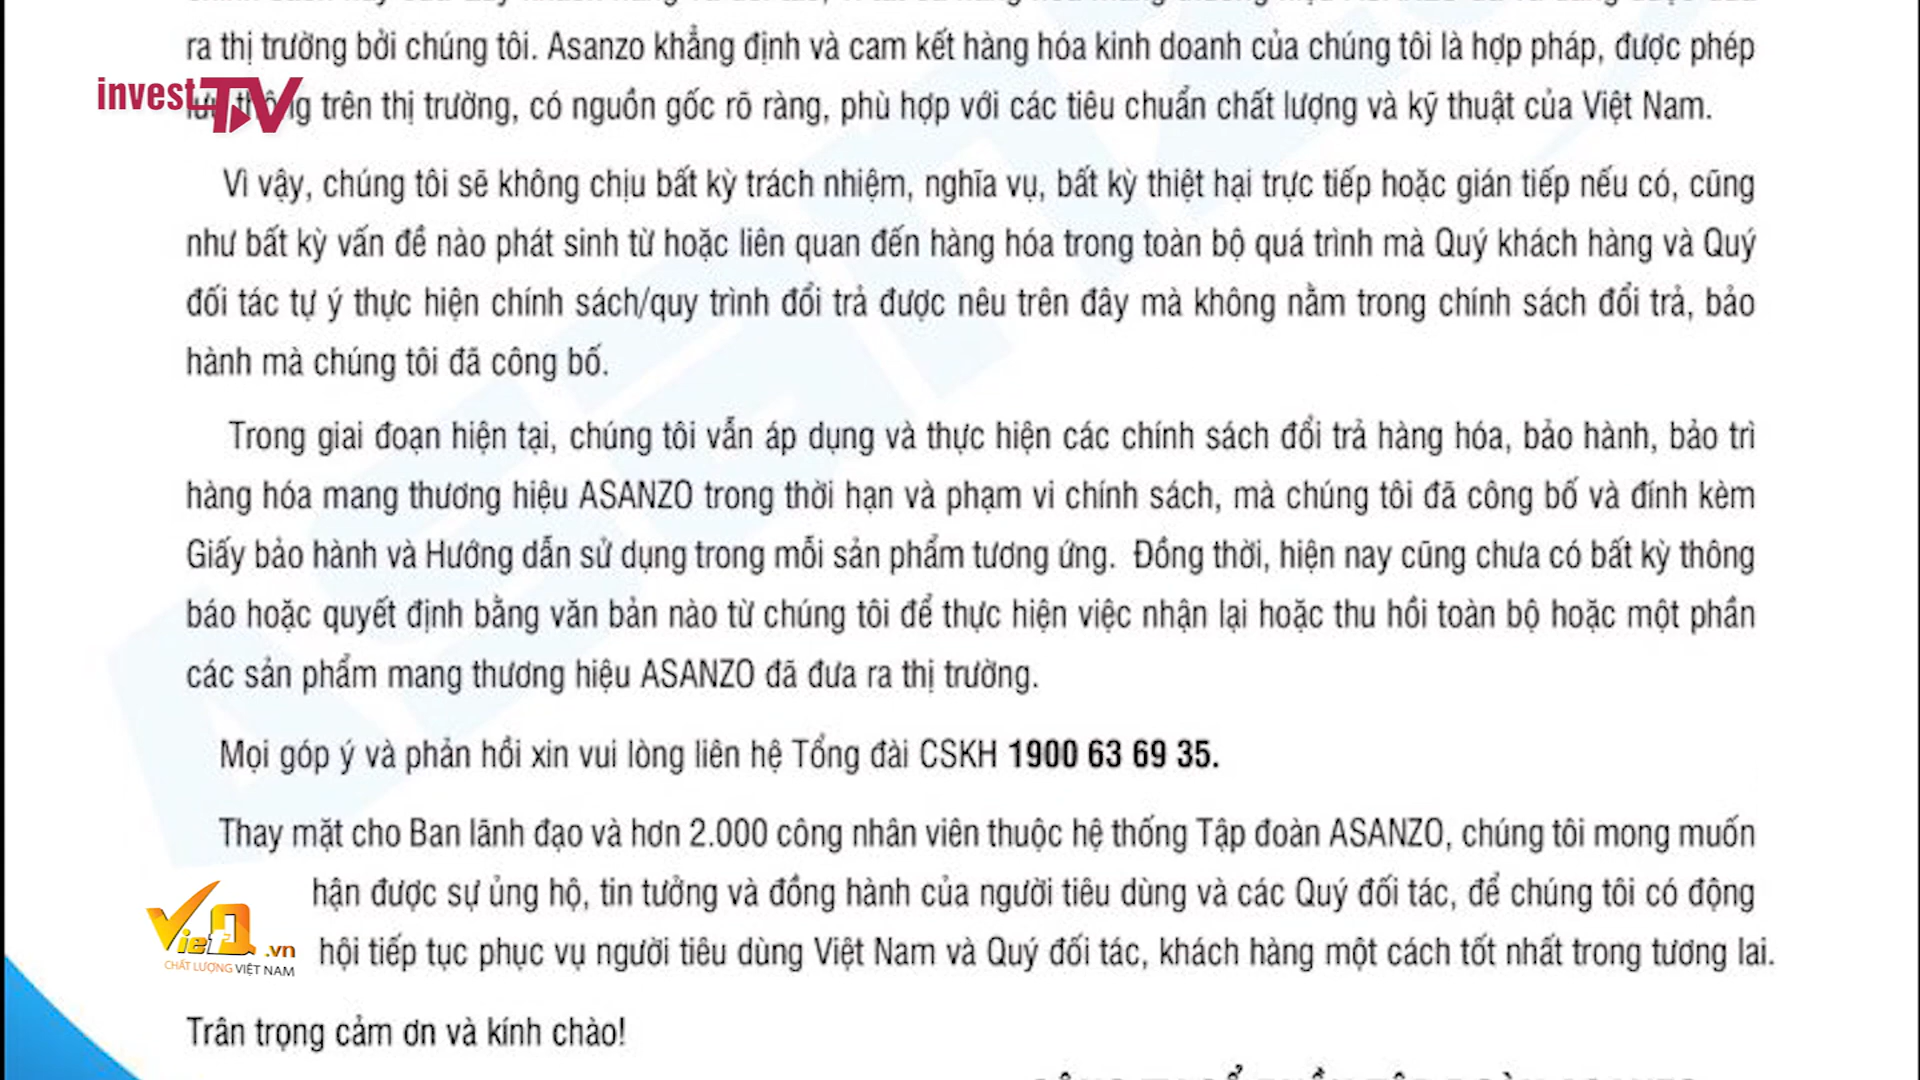 ra thị trường bởi chúng tôi. Asanzo khẳng định và cam kết hàng hóa kinh doanh của chúng tôi là hợp pháp, được phép
invest TV
thông trên thị trường, có nguồn gốc rõ ràng, phù hợp với các tiêu chuẩn chất lượng và kỹ thuật của Việt Nam.
Vì vậy, chúng tôi sẽ không chịu bất kỳ trách nhiệm, nghĩa vụ, bất kỳ thiệt hại trực tiếp hoặc gián tiếp nếu có, cũng
như bất kỳ vấn đề nào phát sinh từ hoặc liên quan đến hàng hóa trong toàn bộ quá trình mà Quý khách hàng và Quý
đối tác tự ý thực hiện chính sách/quy trình đổi trả được nêu trên đây mà không nằm trong chính sách đổi trả, bảo
hành mà chúng tôi đã công bố.
Trong giai đoạn hiện tại, chúng tôi vẫn áp dụng và thực hiện các chính sách đổi trả hàng hóa, bảo hành, bảo trì
hàng hóa mang thương hiệu ASANZO trong thời hạn và phạm vi chính sách, mà chúng tôi đã công bố và đính kèm
Giấy bảo hành và Hướng dẫn sử dụng trong mỗi sản phẩm tương ứng. Đồng thời, hiện nay cũng chưa có bất kỳ thông
báo hoặc quyết định bằng văn bản nào từ chúng tôi để thực hiện việc nhận lại hoặc thu hồi toàn bộ hoặc một phần
các sản phẩm mang thương hiệu ASANZO đã đưa ra thị trường.
Mọi góp ý và phản hồi xin vui lòng liên hệ Tổng đài CSKH 1900 63 69 35.
Thay mặt cho Ban lãnh đạo và hơn 2.000 công nhân viên thuộc hệ thống Tập đoàn ASANZO, chúng tôi mong muốn
hận được sự ủng hộ, tin tưởng và đồng hành của người tiêu dùng và các Quý đối tác, để chúng tôi có động
VietQ.vn
CHẤT LƯỢNG VIỆT NAM
hội tiếp tục phục vụ người tiêu dùng Việt Nam và Quý đối tác, khách hàng một cách tốt nhất trong tương lai.
Trân trọng cảm ơn và kính chào!